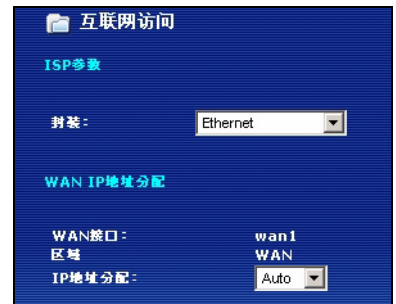 互联网访问
ISP参数
封装: Ethernet
WAN IP地址分配
WAN接口: wan1
区域 WAN
IP地址分配: Auto